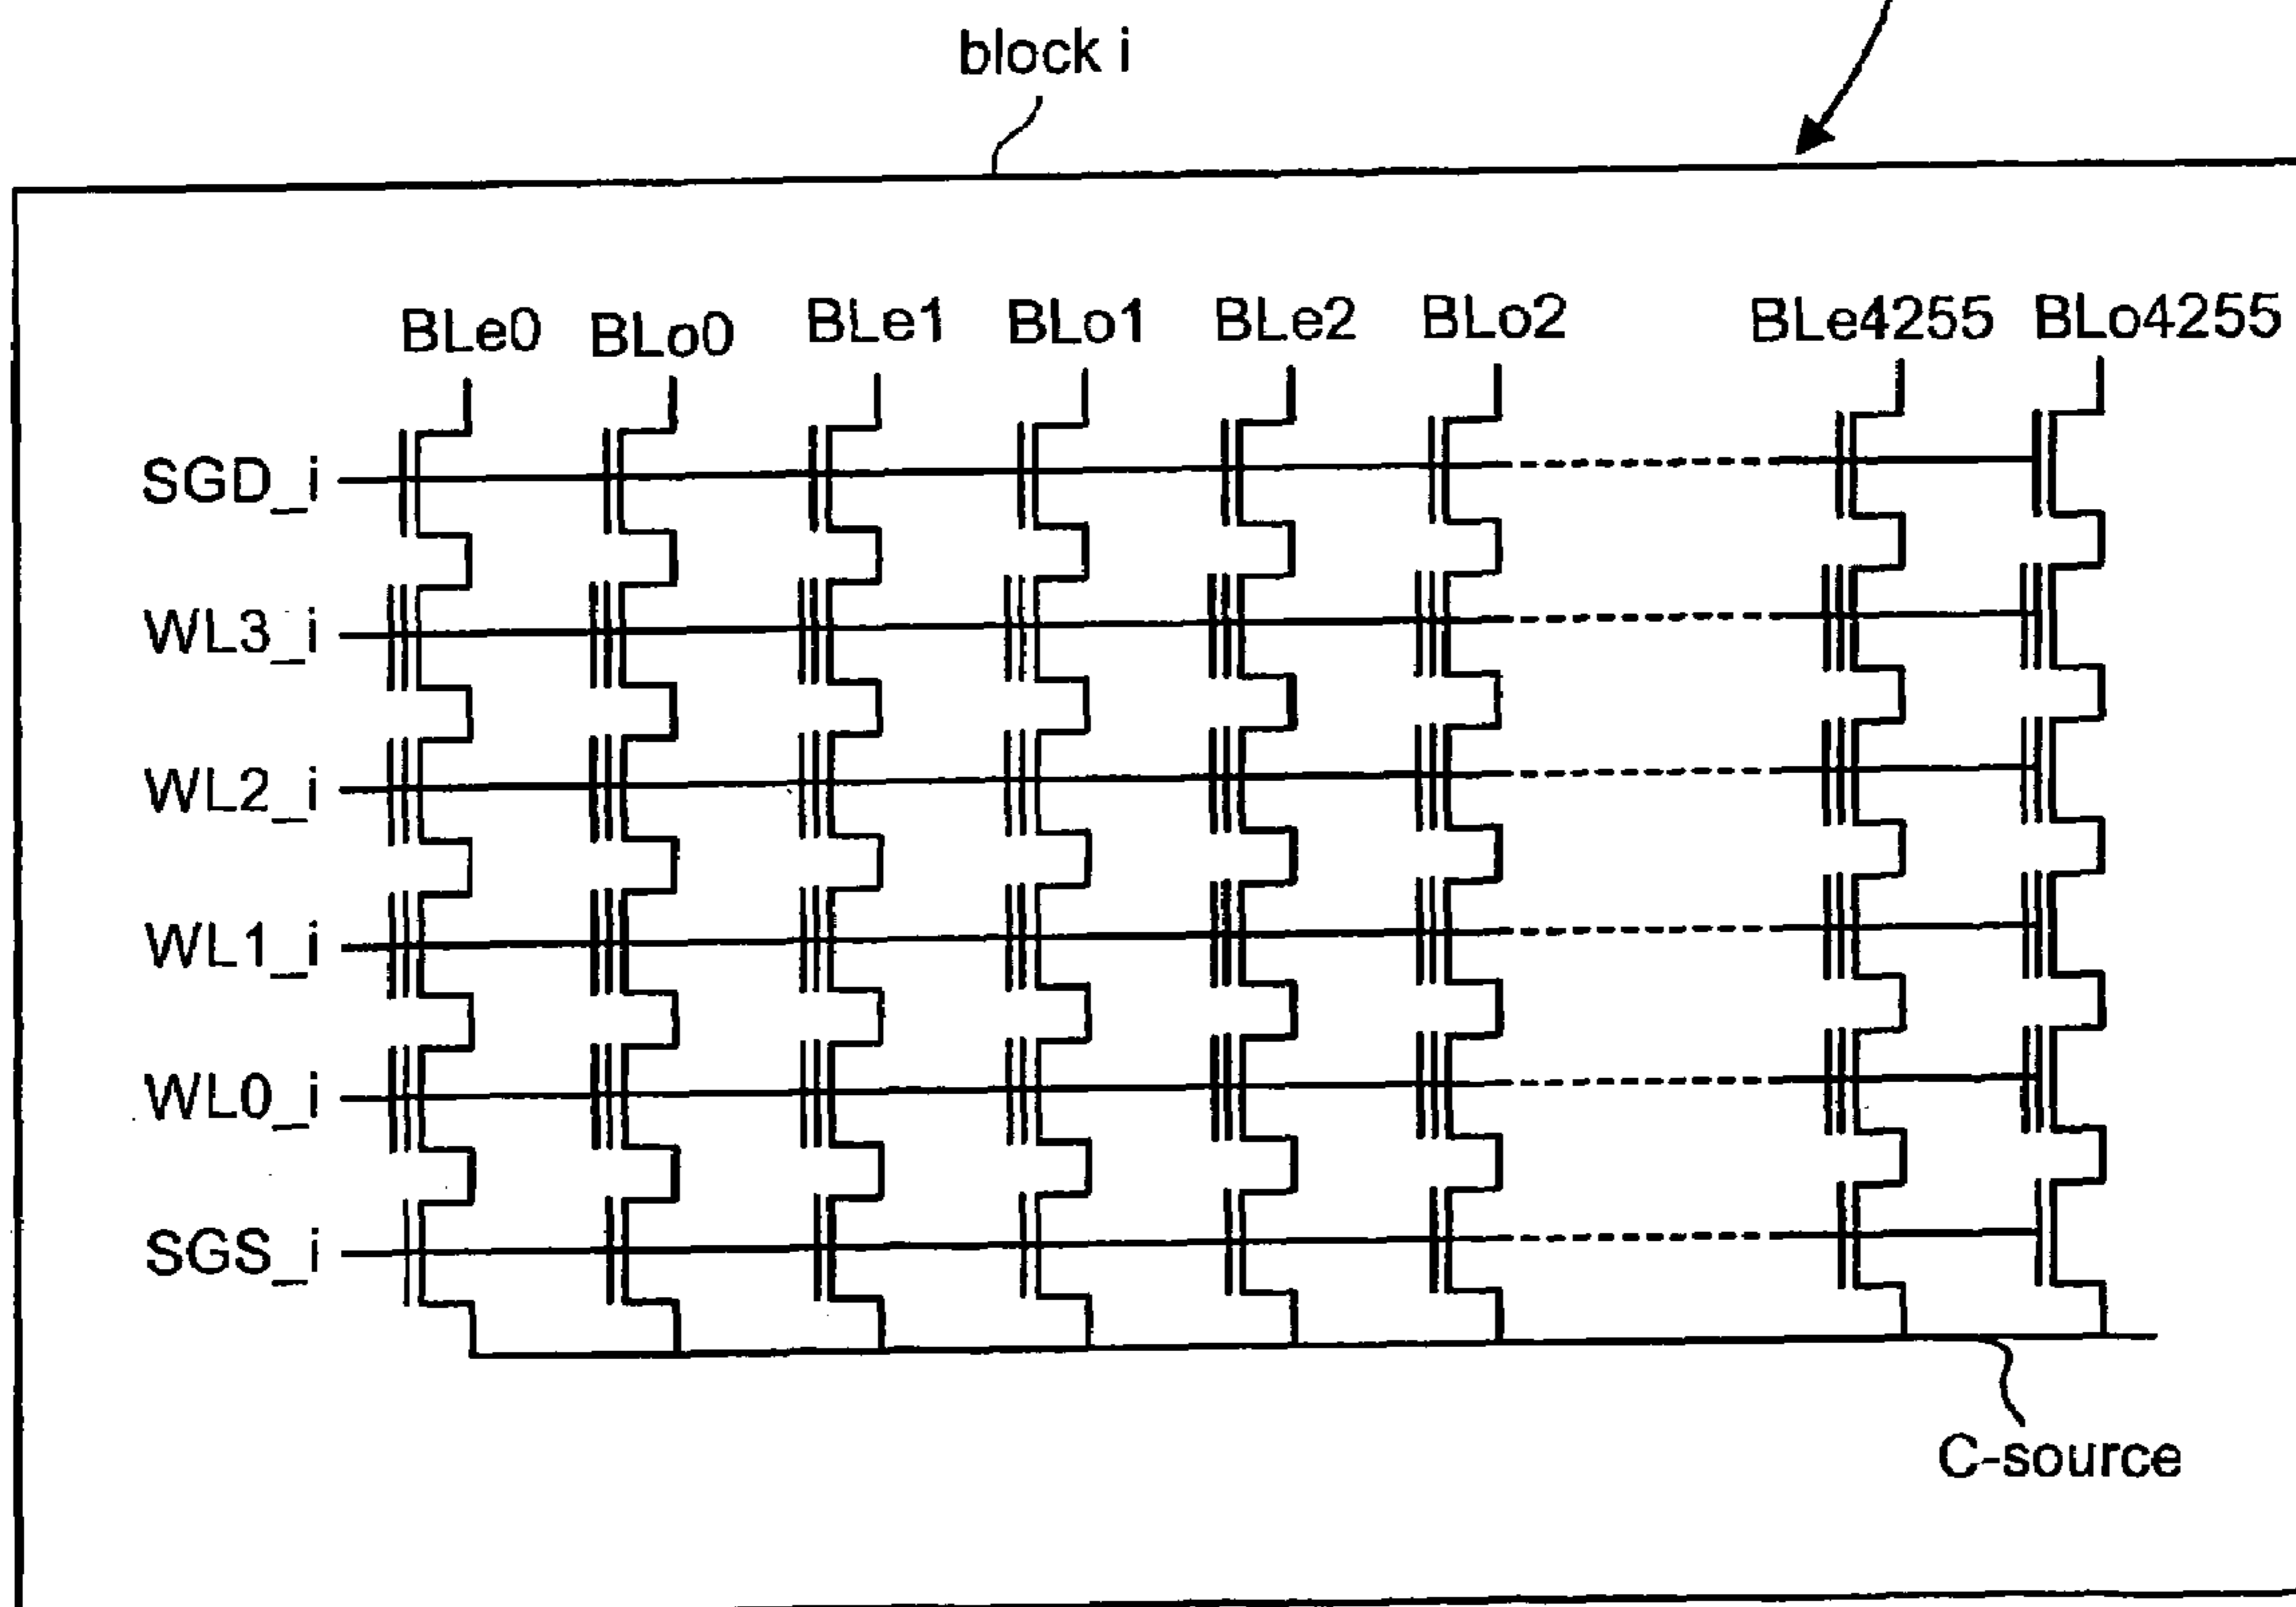 block i
BLe0 BLo0 BLe1 BLo1 BLe2 BLo2 BLe4255 BLo4255
SGD_i
WL3_i
WL2_i
WL1_i
WL0_i
SGS_i
C-source